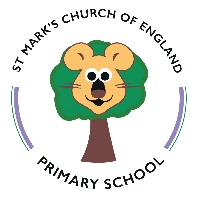 ST MARK'S CHURCH OF ENGLAND
PRIMARY SCHOOL